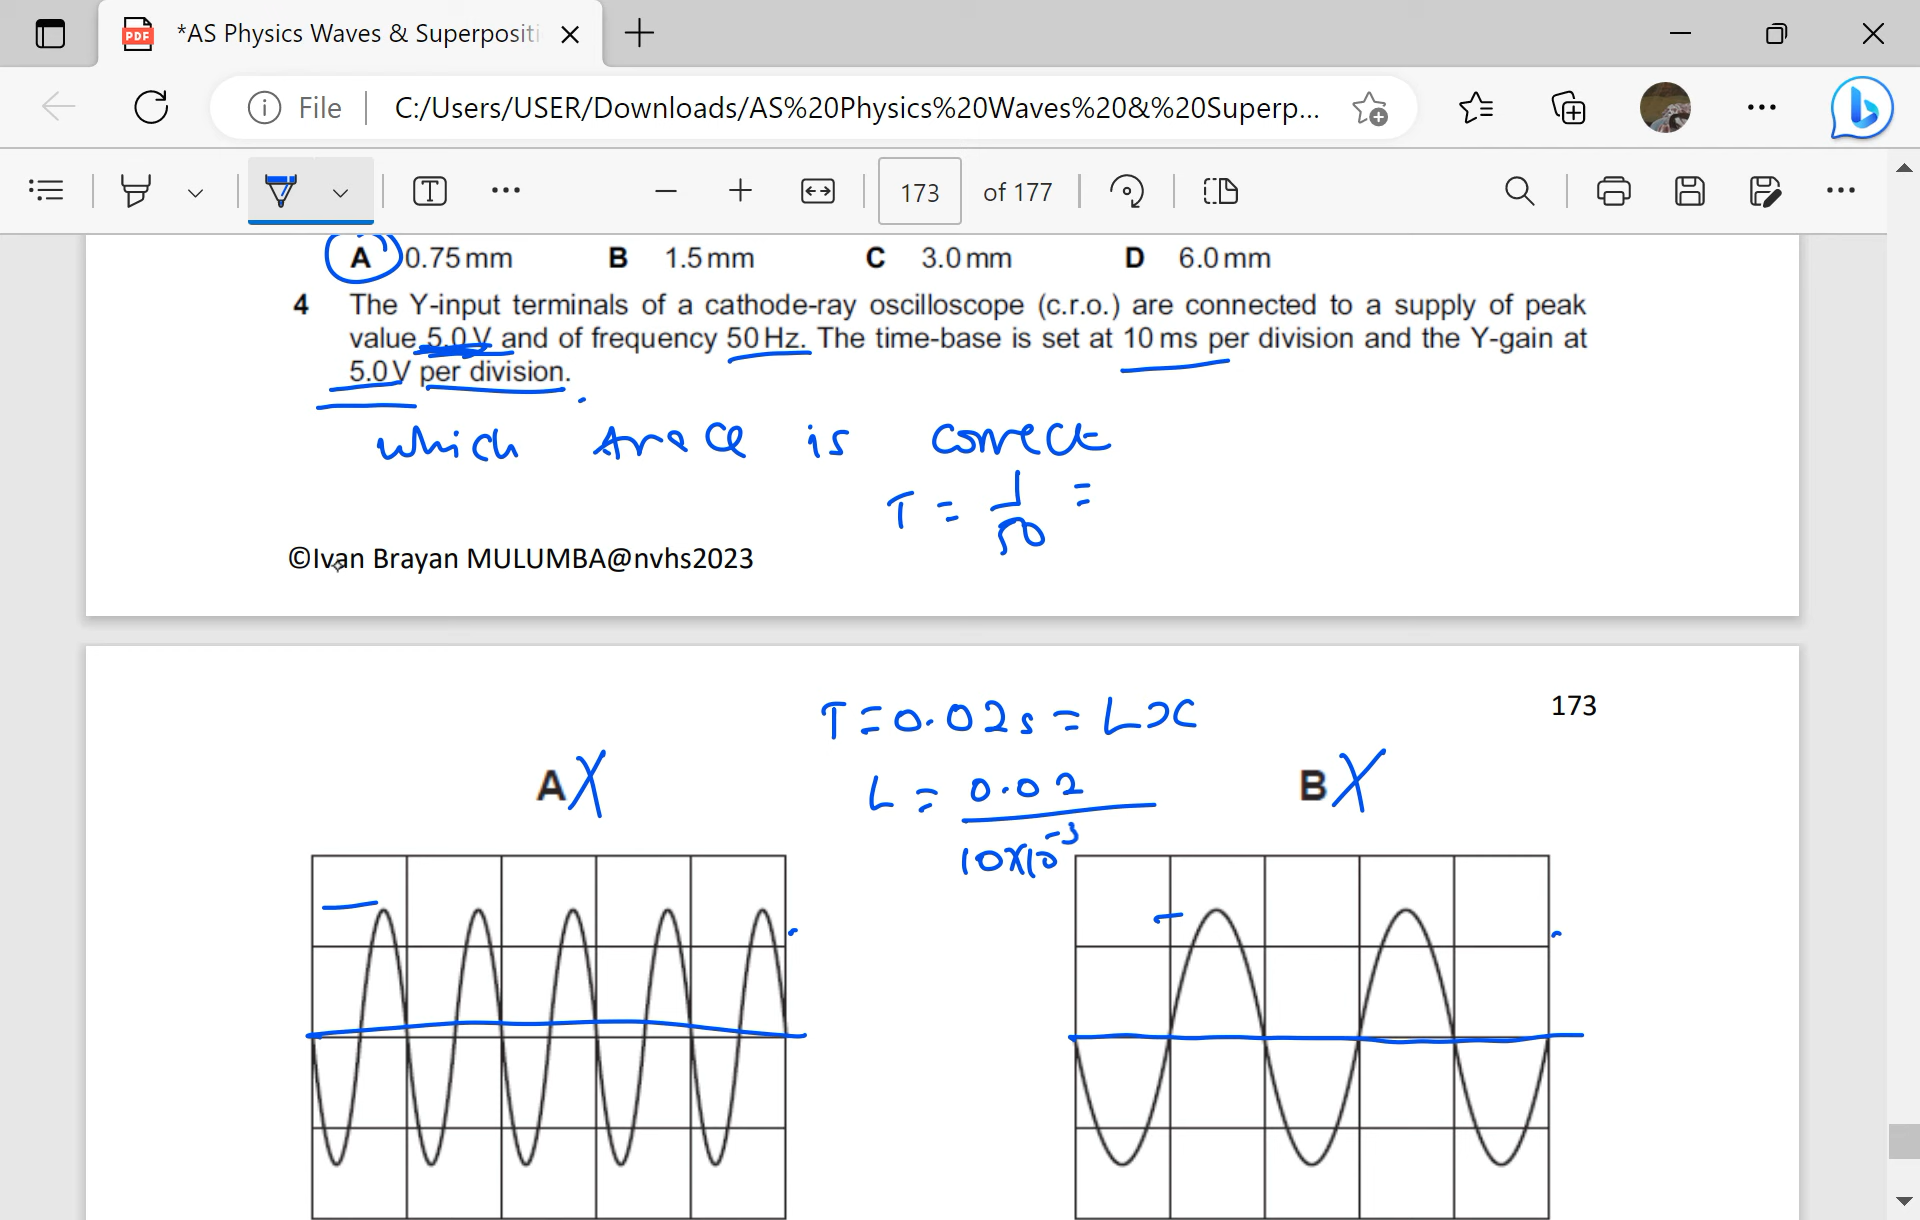 *AS Physics Waves & Superpositi
File
C:/Users/USER/Downloads/AS%20Physics%20Waves%20&%20Superp...
173 of 177
A 0.75 mm B 1.5 mm C 3.0 mm D 6.0 mm
4 The Y-input terminals of a cathode-ray oscilloscope (c.r.o.) are connected to a supply of peak
value 5.0 V and of frequency 50 Hz. The time-base is set at 10 ms per division and the Y-gain at
5.0 V per division.
which trace is correct
T = 1/50 =
©Ivan Brayan MULUMBA@nvhs2023
173
T = 0.02s = Lx
A X
B X
L = 0.02
10x10⁻³